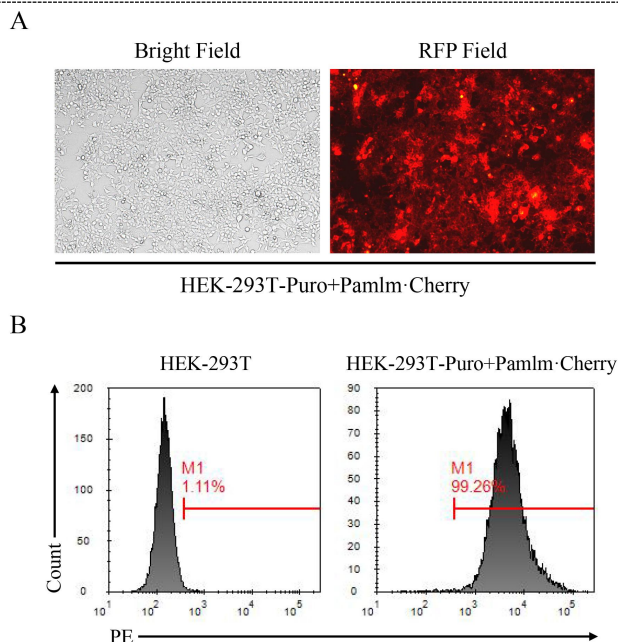 A
Bright Field
RFP Field
HEK-293T-Puro+Pamlm·Cherry
B
HEK-293T
HEK-293T-Puro+Pamlm·Cherry
200
150
100
50
0
M1
1.11%
10¹
10²
10³
10⁴
10⁵
90
80
70
60
50
40
30
20
10
0
M1
99.26%
10¹
10²
10³
10⁴
10⁵
Count
PE